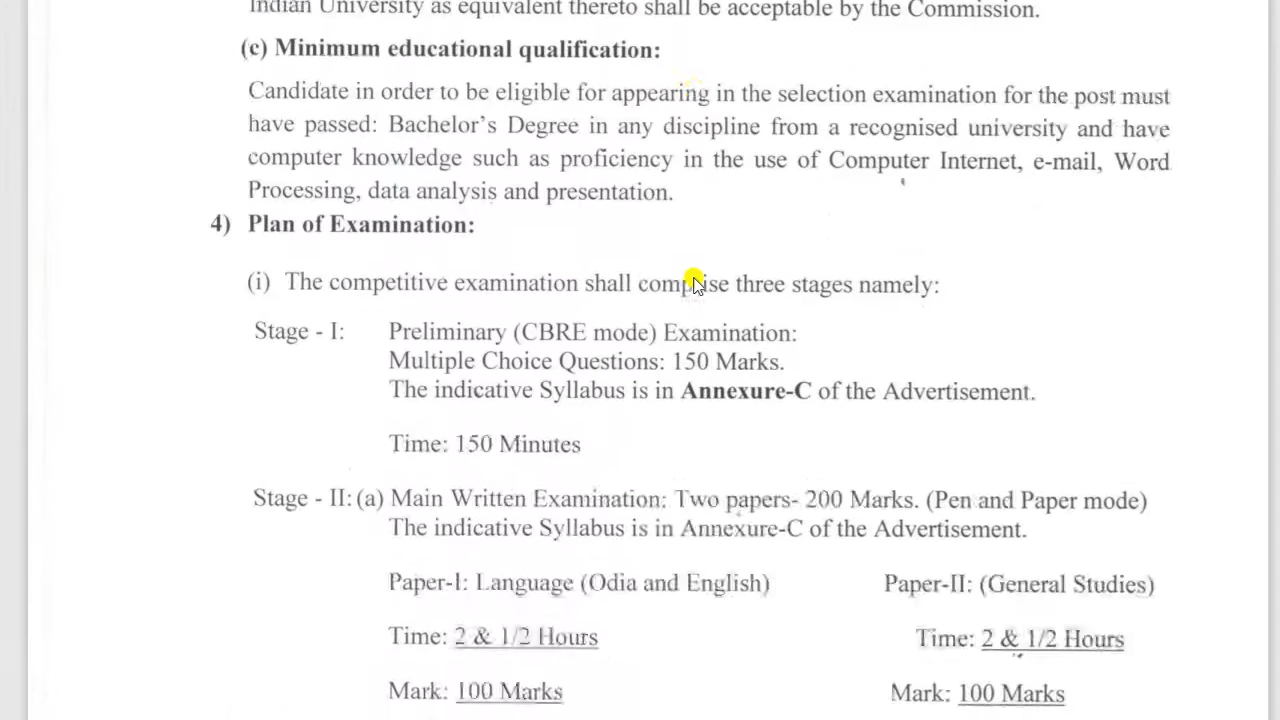 Indian University as equivalent thereto shall be acceptable by the Commission.
(c) Minimum educational qualification:
Candidate in order to be eligible for appearing in the selection examination for the post must
have passed: Bachelor's Degree in any discipline from a recognised university and have
computer knowledge such as proficiency in the use of Computer Internet, e-mail, Word
Processing, data analysis and presentation.
4) Plan of Examination:
(i) The competitive examination shall comprise three stages namely:
Stage - I: Preliminary (CBRE mode) Examination:
Multiple Choice Questions: 150 Marks.
The indicative Syllabus is in Annexure-C of the Advertisement.
Time: 150 Minutes
Stage - II: (a) Main Written Examination: Two papers- 200 Marks. (Pen and Paper mode)
The indicative Syllabus is in Annexure-C of the Advertisement.
Paper-I: Language (Odia and English) Paper-II: (General Studies)
Time: 2 & 1/2 Hours Time: 2 & 1/2 Hours
Mark: 100 Marks Mark: 100 Marks